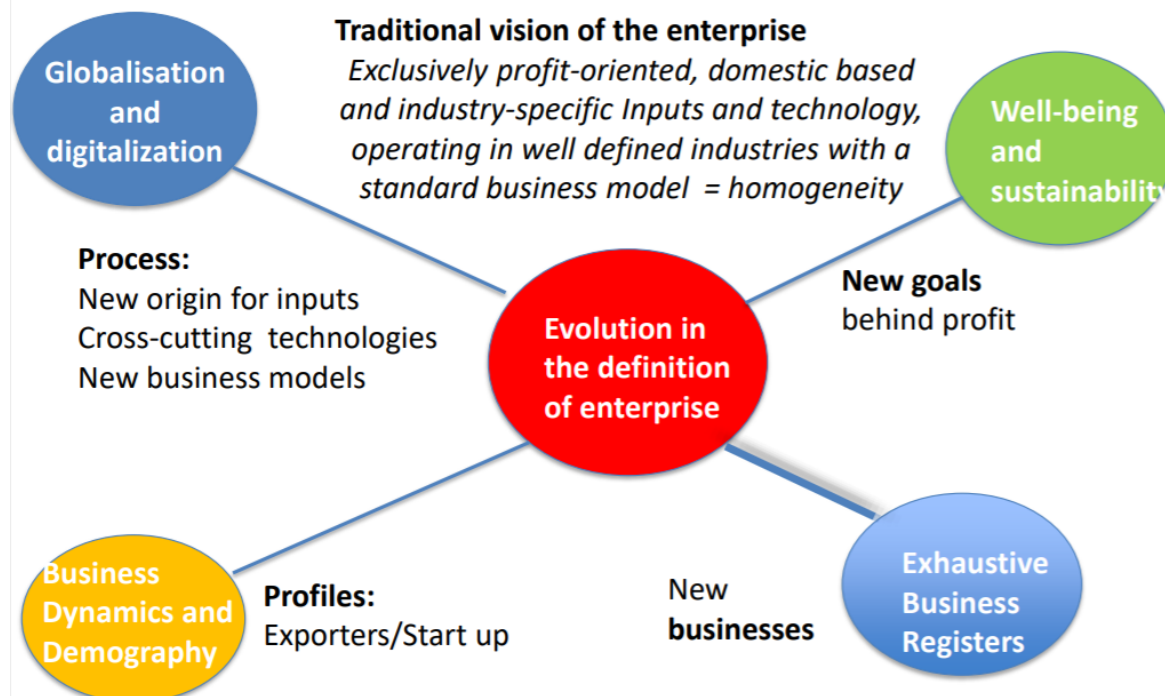 Traditional vision of the enterprise
Exclusively profit-oriented, domestic based
and industry-specific Inputs and technology,
operating in well defined industries with a
standard business model = homogeneity
Globalisation
and
digitalization
Well-being
and
sustainability
Process:
New origin for inputs
Cross-cutting technologies
New business models
New goals
behind profit
Evolution in
the definition
of enterprise
Business
Dynamics and
Demography
Profiles:
Exporters/Start up
New
businesses
Exhaustive
Business
Registers